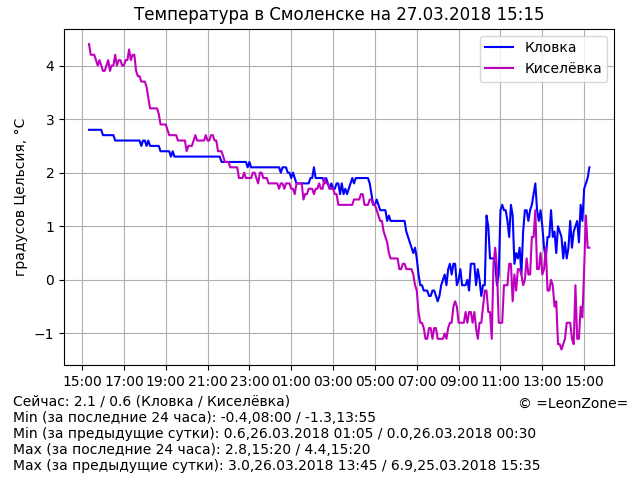 Температура в Смоленске на 27.03.2018 15:15
Кловка
Киселёвка
градусов Цельсия, °C
4
3
2
1
0
−1
15:00 17:00 19:00 21:00 23:00 01:00 03:00 05:00 07:00 09:00 11:00 13:00 15:00
Сейчас: 2.1 / 0.6 (Кловка / Киселёвка)
© =LeonZone=
Min (за последние 24 часа): -0.4,08:00 / -1.3,13:55
Min (за предыдущие сутки): 0.6,26.03.2018 01:05 / 0.0,26.03.2018 00:30
Max (за последние 24 часа): 2.8,15:20 / 4.4,15:20
Max (за предыдущие сутки): 3.0,26.03.2018 13:45 / 6.9,25.03.2018 15:35